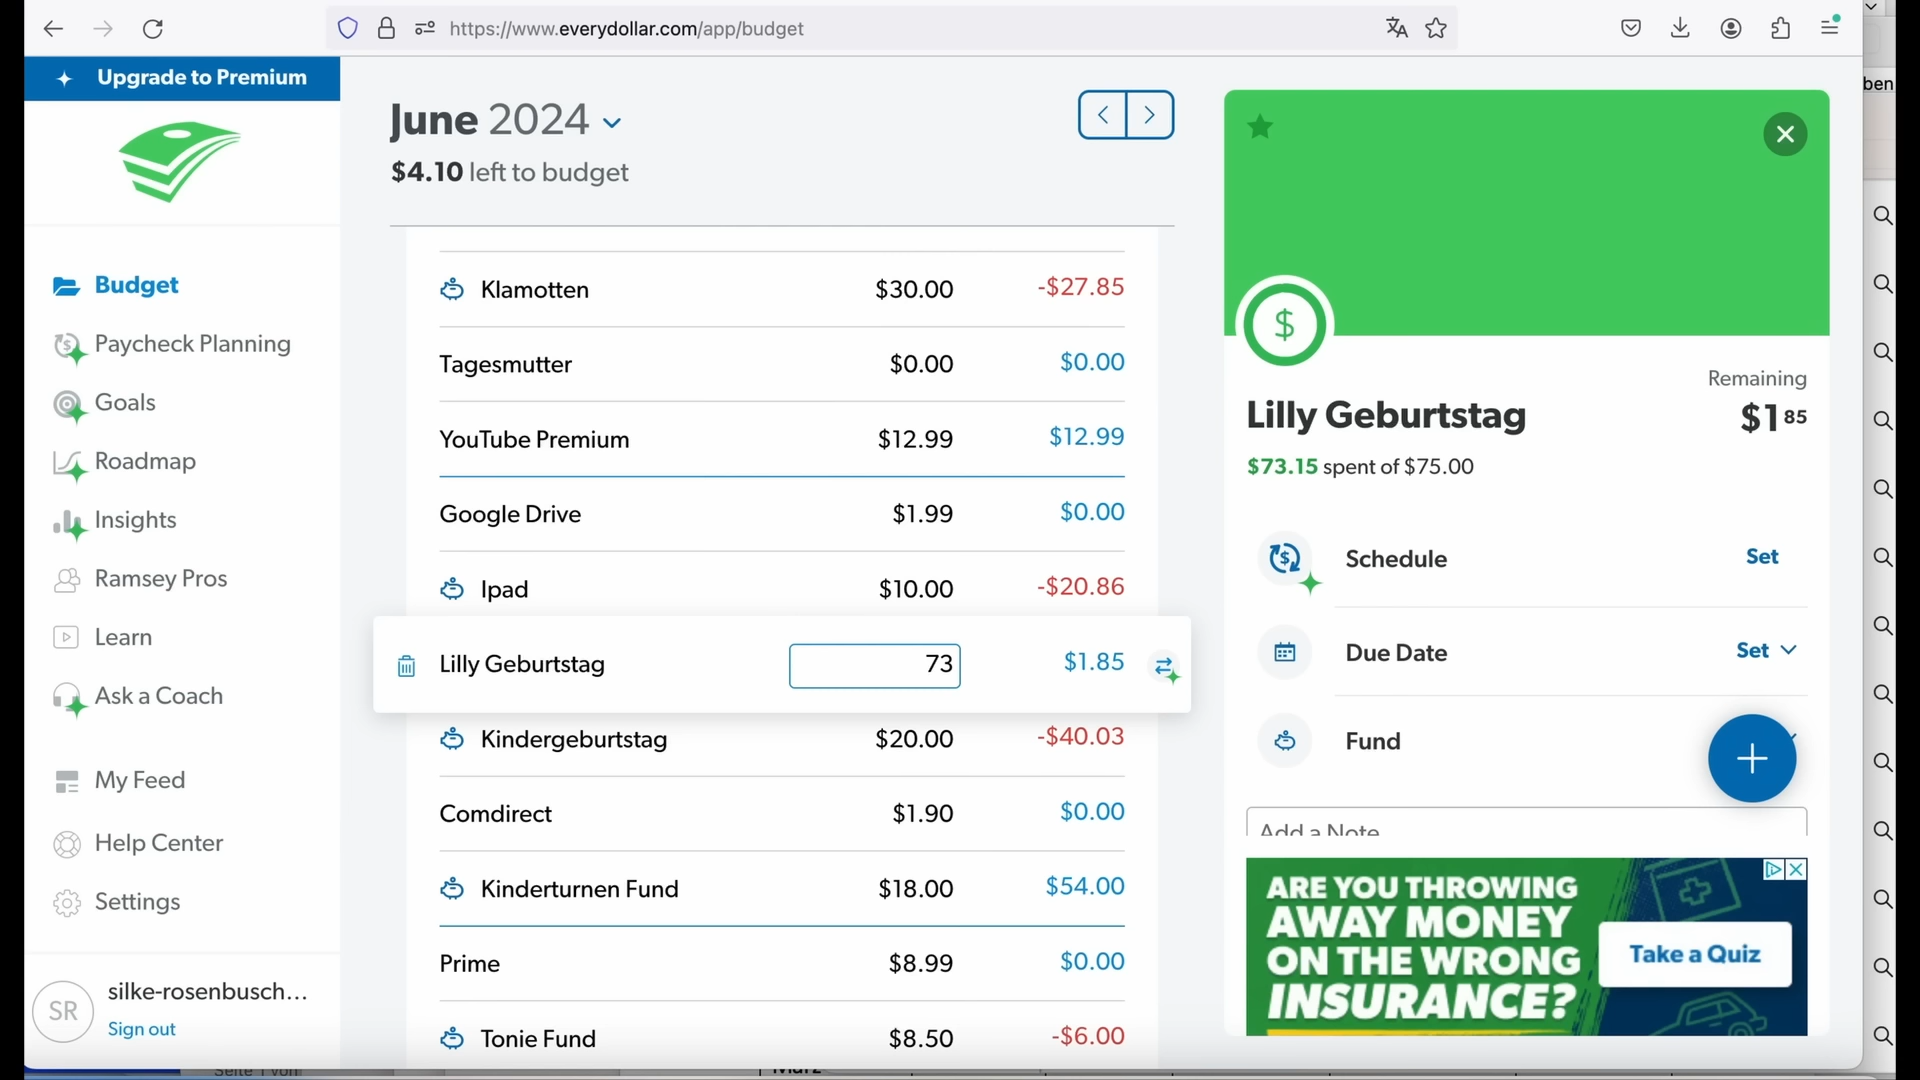 https://www.everydollar.com/app/budget
ben
Upgrade to Premium
Budget
Paycheck Planning
Goals
Roadmap
Insights
Ramsey Pros
Learn
Ask a Coach
My Feed
Help Center
Settings
SR
silke-rosenbusch...
Sign out
June 2024
$4.10 left to budget
Klamotten $30.00 -$27.85
Tagesmutter $0.00 $0.00
YouTube Premium $12.99 $12.99
Google Drive $1.99 $0.00
Ipad $10.00 -$20.86
Lilly Geburtstag 73 $1.85
Kindergeburtstag $20.00 -$40.03
Comdirect $1.90 $0.00
Kinderturnen Fund $18.00 $54.00
Prime $8.99 $0.00
Tonie Fund $8.50 -$6.00
$
Remaining
Lilly Geburtstag $1 85
$73.15 spent of $75.00
Schedule Set
Due Date Set
Fund
Add a Note
ARE YOU THROWING
AWAY MONEY
ON THE WRONG
INSURANCE?
Take a Quiz
Seite 1 von
März